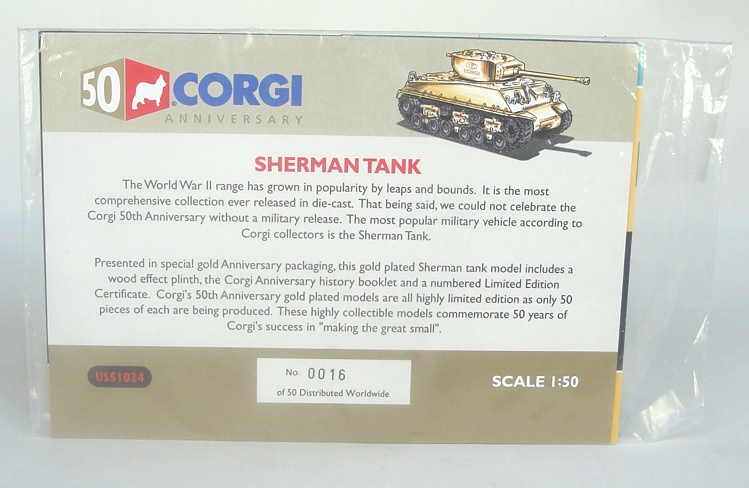 50 CORGI
ANNIVERSARY
CORGI
SHERMAN TANK
The World War II range has grown in popularity by leaps and bounds. It is the most
comprehensive collection ever released in die-cast. That being said, we could not celebrate the
Corgi 50th Anniversary without a military release. The most popular military vehicle according to
Corgi collectors is the Sherman Tank.
Presented in special gold Anniversary packaging, this gold plated Sherman tank model includes a
wood effect plinth, the Corgi Anniversary history booklet and a numbered Limited Edition
Certificate. Corgi's 50th Anniversary gold plated models are all highly limited edition as only 50
pieces of each are being produced. These highly collectible models commemorate 50 years of
Corgi's success in "making the great small".
US51024
No. 0016
of 50 Distributed Worldwide
SCALE 1:50